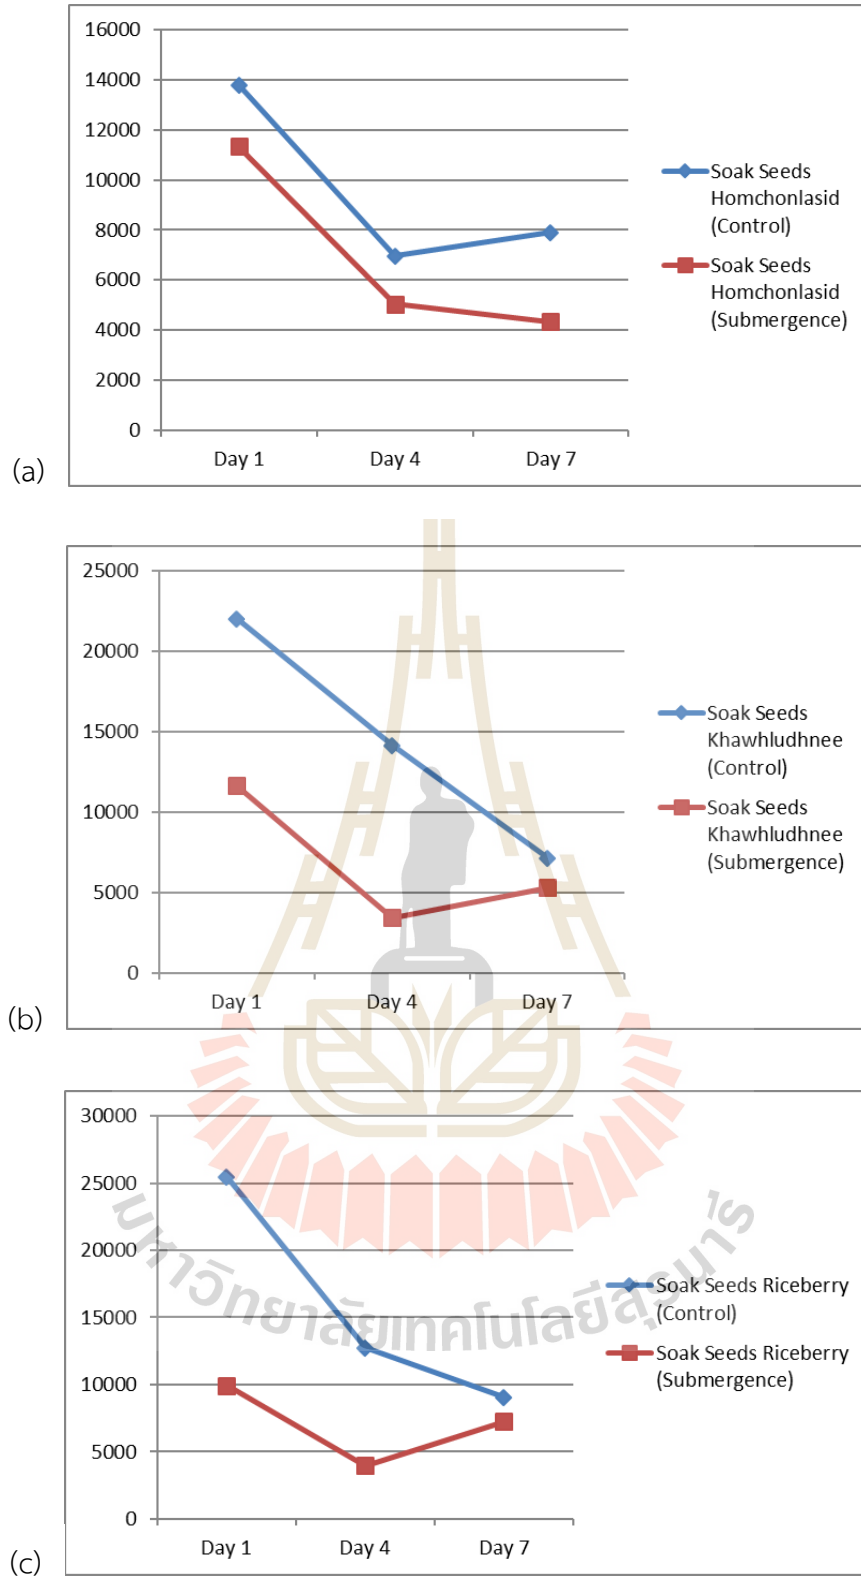 16000
14000
12000
10000
8000
6000
4000
2000
0
Day 1 Day 4 Day 7
Soak Seeds
Homchonlasid
(Control)
Soak Seeds
Homchonlasid
(Submergence)
(a)
25000
20000
15000
10000
5000
0
Day 1 Day 4 Day 7
Soak Seeds
Khawhludhnee
(Control)
Soak Seeds
Khawhludhnee
(Submergence)
(b)
30000
25000
20000
15000
10000
5000
0
Day 1 Day 4 Day 7
Soak Seeds Riceberry
(Control)
Soak Seeds Riceberry
(Submergence)
(c)
มหาวิทยาลัยเทคโนโลยีสุรนารี